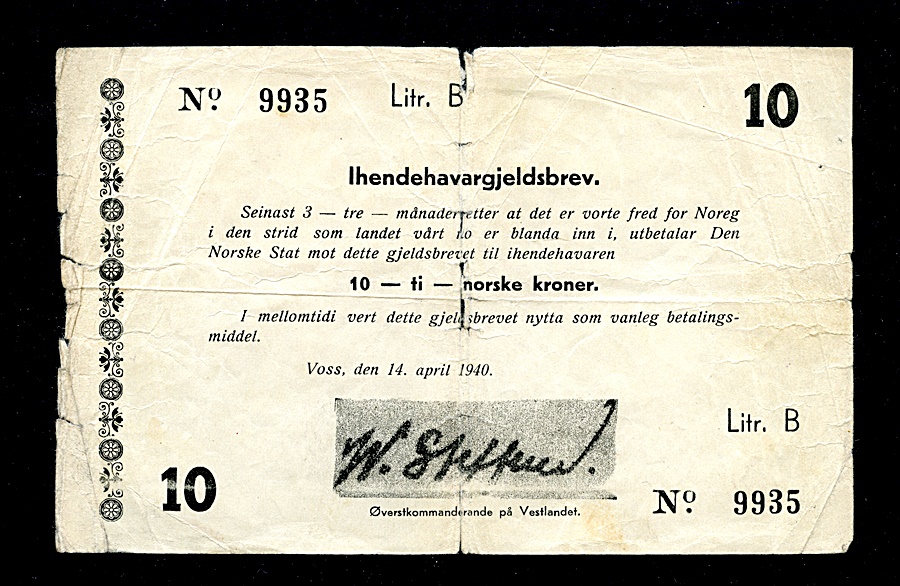 Nº 9935 Litr. B 10
Ihendehavargjeldsbrev.
Seinast 3 — tre — månader etter at det er vorte fred for Noreg
i den strid som landet vårt no er blanda inn i, utbetalar Den
Norske Stat mot dette gjeldsbrevet til ihendehavaren
10 — ti — norske kroner.
I mellomtidi vert dette gjeldsbrevet nytta som vanleg betalings-
middel.
Voss, den 14. april 1940.
Litr. B
W. Steffens.
10 Nº 9935
Øverstkommanderande på Vestlandet.